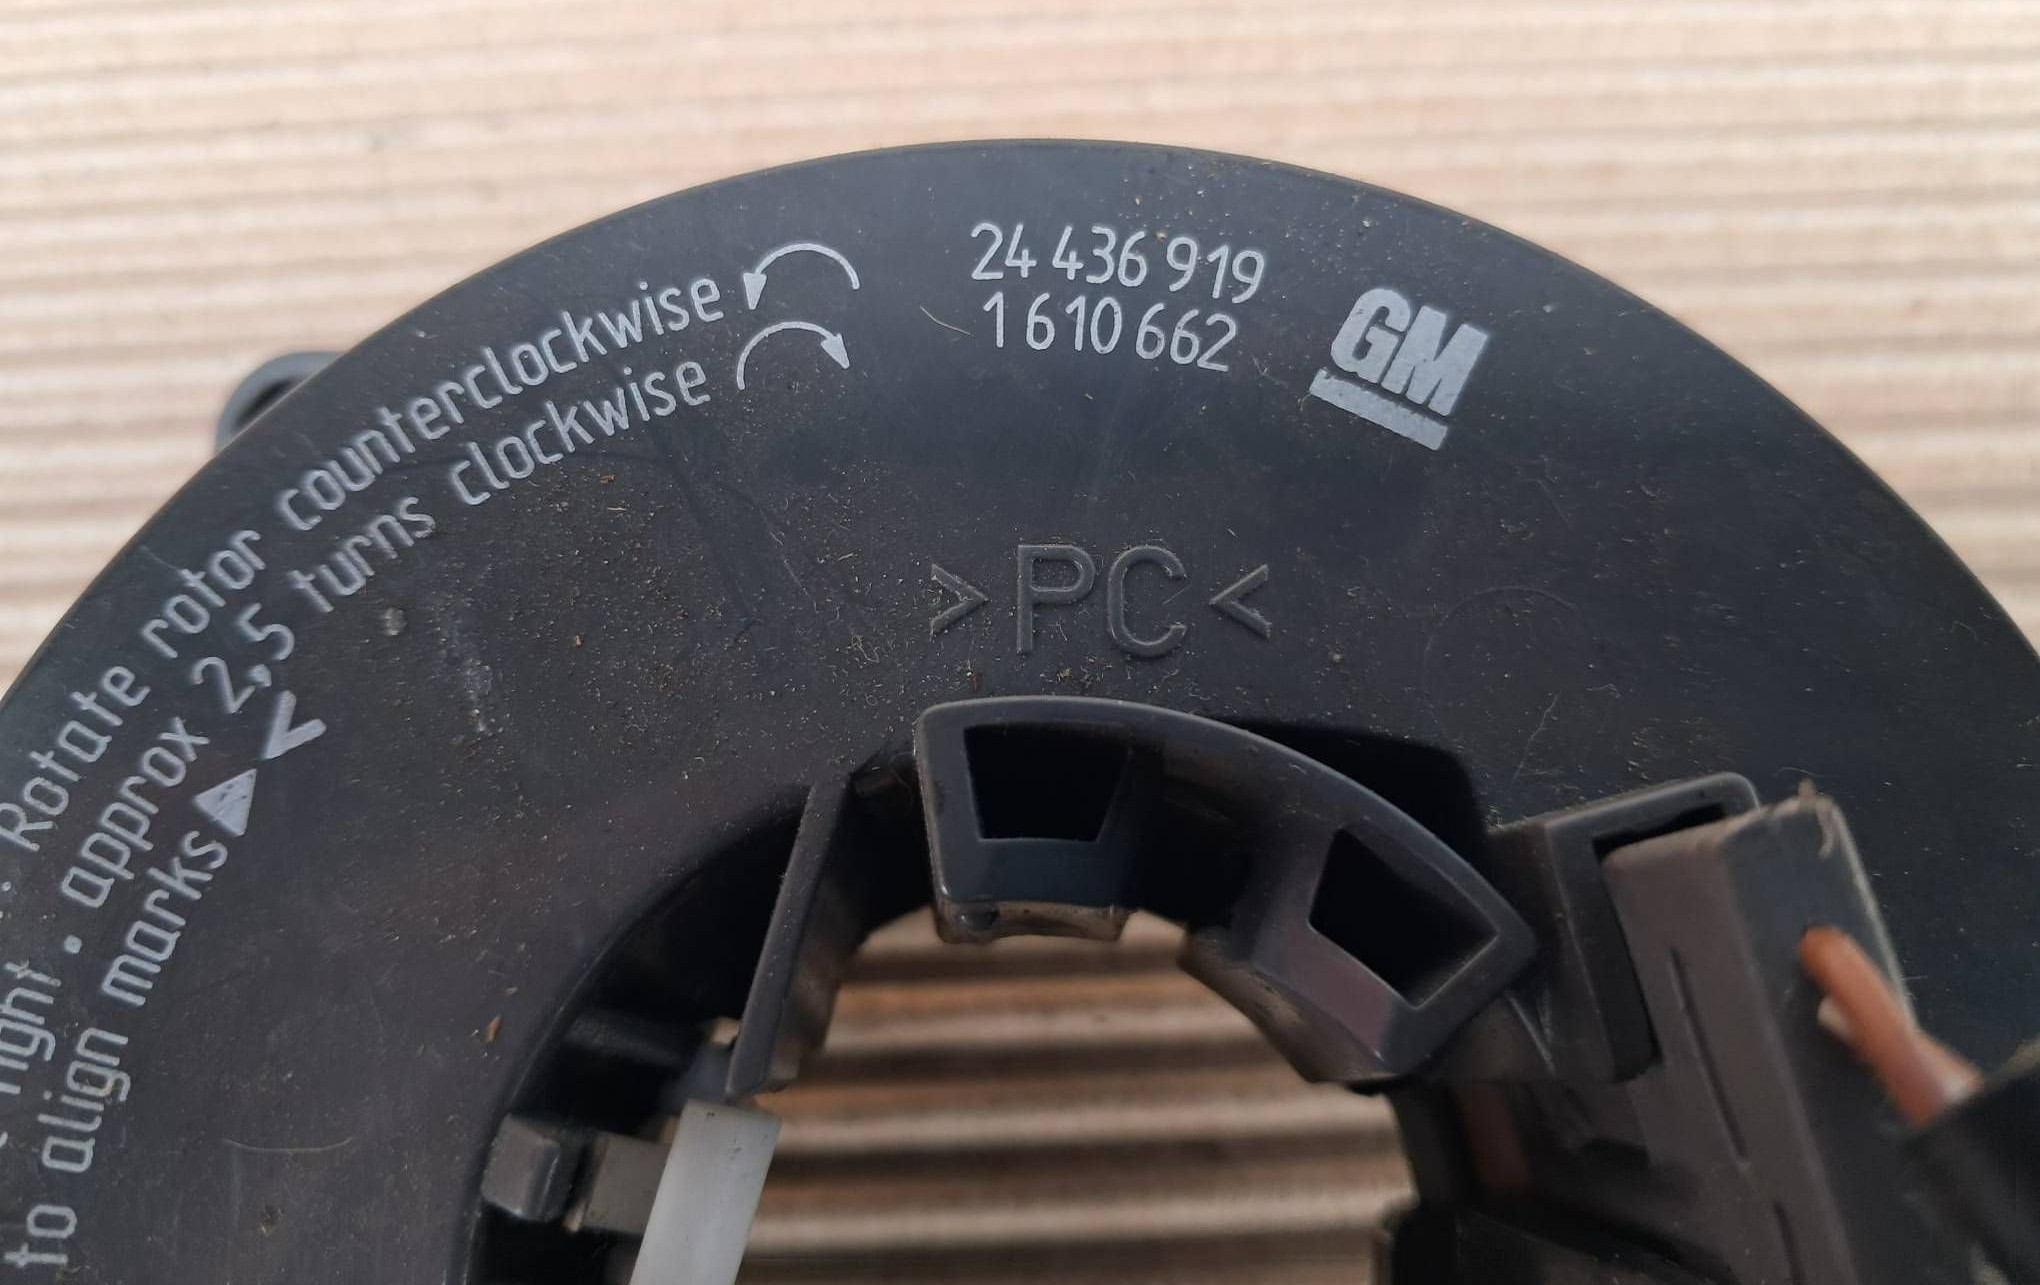 Rotate rotor counterclockwise
approx 2,5 turns clockwise
to align marks
24 436 919
1 610 662
GM
>PC<